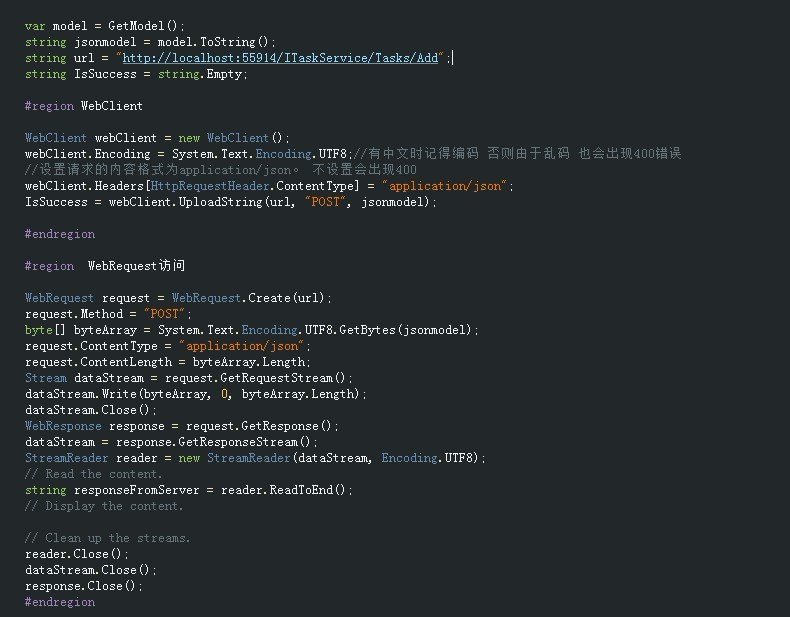 var model = GetModel();
string jsonmodel = model.ToString();
string url = "http://localhost:55914/ITaskService/Tasks/Add";
string IsSuccess = string.Empty;
#region WebClient
WebClient webClient = new WebClient();
webClient.Encoding = System.Text.Encoding.UTF8;//有中文时记得编码 否则由于乱码 也会出现400错误
//设置请求的内容格式为application/json。 不设置会出现400
webClient.Headers[HttpRequestHeader.ContentType] = "application/json";
IsSuccess = webClient.UploadString(url, "POST", jsonmodel);
#endregion
#region  WebRequest访问
WebRequest request = WebRequest.Create(url);
request.Method = "POST";
byte[] byteArray = System.Text.Encoding.UTF8.GetBytes(jsonmodel);
request.ContentType = "application/json";
request.ContentLength = byteArray.Length;
Stream dataStream = request.GetRequestStream();
dataStream.Write(byteArray, 0, byteArray.Length);
dataStream.Close();
WebResponse response = request.GetResponse();
dataStream = response.GetResponseStream();
StreamReader reader = new StreamReader(dataStream, Encoding.UTF8);
// Read the content.
string responseFromServer = reader.ReadToEnd();
// Display the content.
// Clean up the streams.
reader.Close();
dataStream.Close();
response.Close();
#endregion